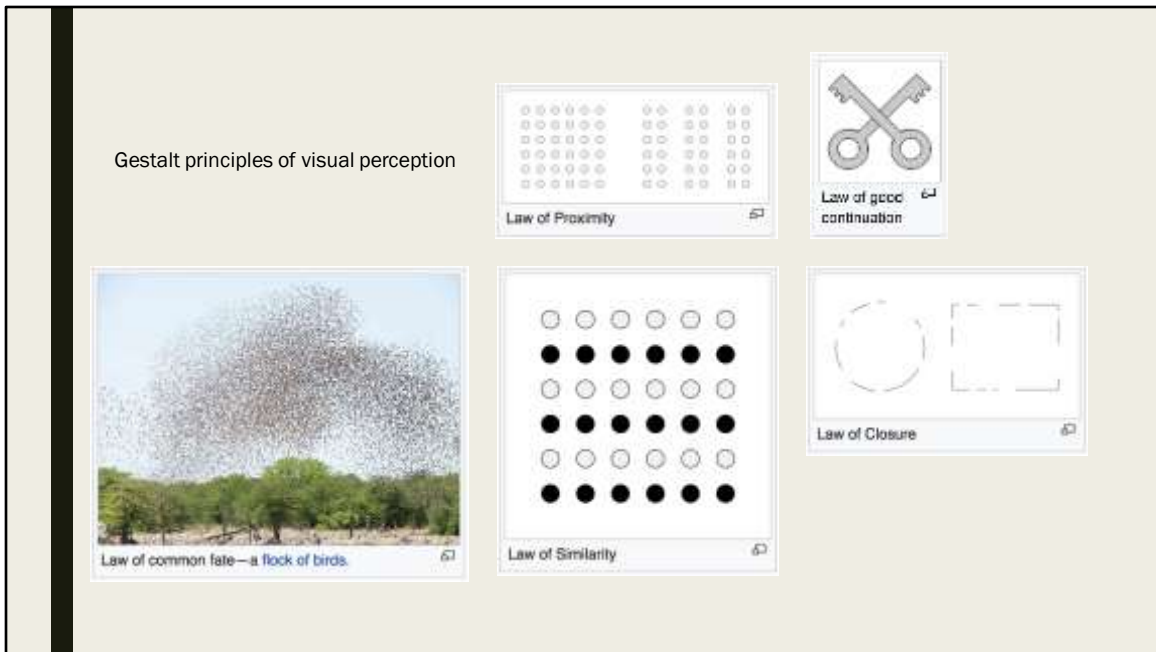 Gestalt principles of visual perception
Law of Proximity
Law of good
continuation
Law of common fate—a flock of birds.
Law of Similarity
Law of Closure